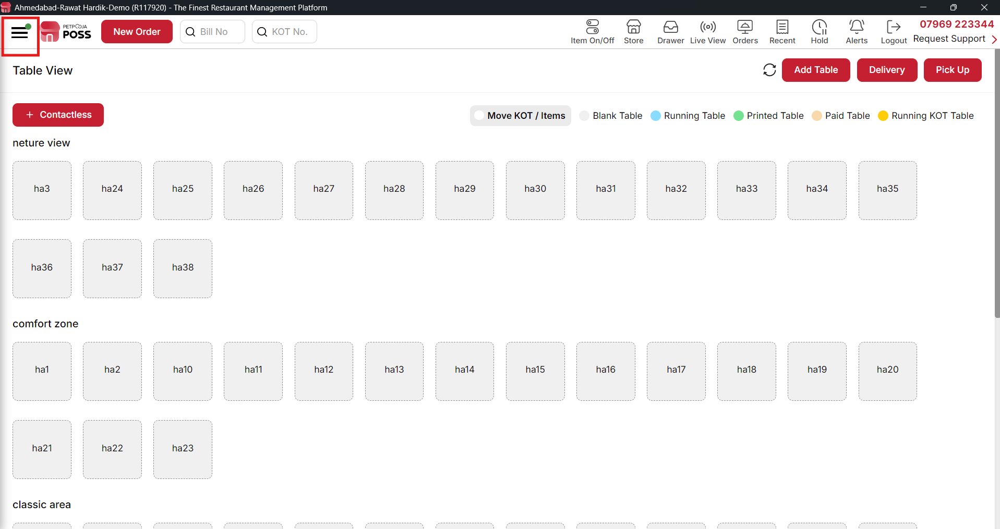 Ahmedabad-Rawat Hardik-Demo (R117920) - The Finest Restaurant Management Platform
PETPOOJA
POSS
New Order
Bill No
KOT No.
Item On/Off
Store
Drawer
Live View
Orders
Recent
Hold
Alerts
Logout
07969 223344
Request Support
Table View
Add Table
Delivery
Pick Up
+ Contactless
Move KOT / Items
Blank Table
Running Table
Printed Table
Paid Table
Running KOT Table
neture view
ha3
ha24
ha25
ha26
ha27
ha28
ha29
ha30
ha31
ha32
ha33
ha34
ha35
ha36
ha37
ha38
comfort zone
ha1
ha2
ha10
ha11
ha12
ha13
ha14
ha15
ha16
ha17
ha18
ha19
ha20
ha21
ha22
ha23
classic area